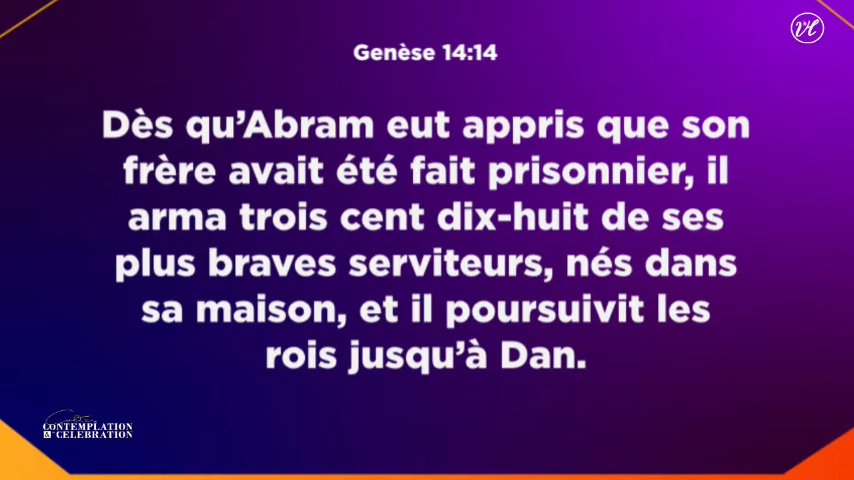 Genèse 14:14
Dès qu’Abram eut appris que son
frère avait été fait prisonnier, il
arma trois cent dix-huit de ses
plus braves serviteurs, nés dans
sa maison, et il poursuivit les
rois jusqu’à Dan.
Culte
CONTEMPLATION
& CELEBRATION